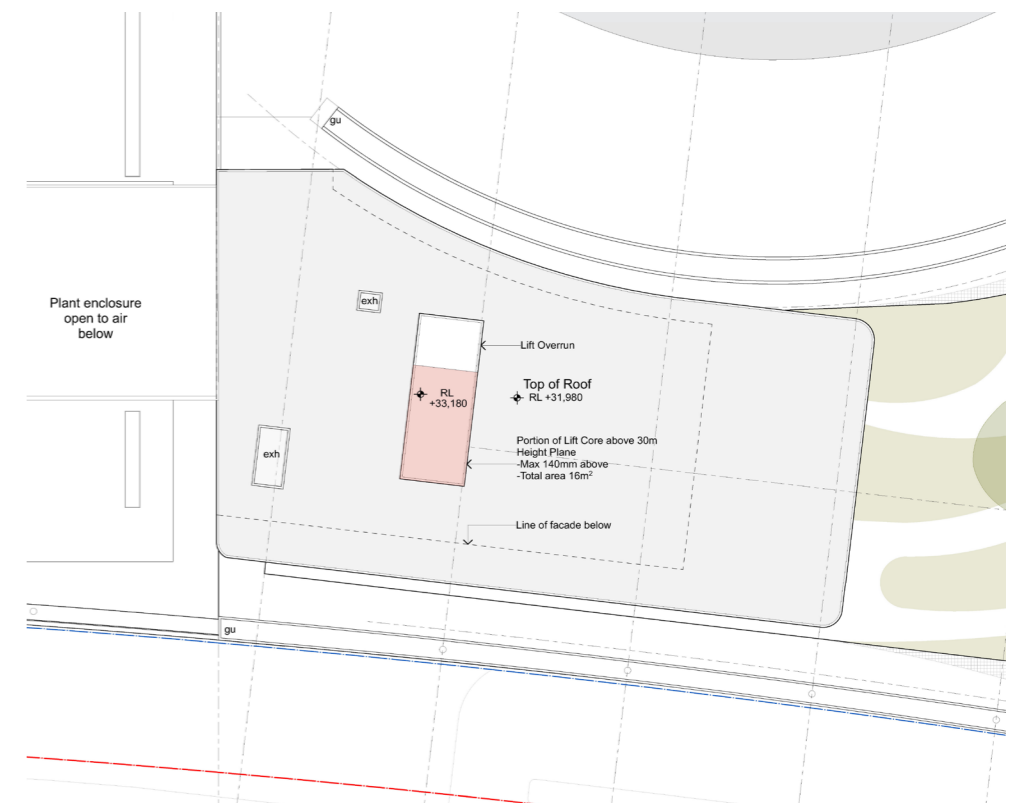 gu
exh
Plant enclosure
open to air
below
Lift Overrun
Top of Roof
RL +31,980
RL
+33,180
Portion of Lift Core above 30m
Height Plane
-Max 140mm above
-Total area 16m²
exh
Line of facade below
gu